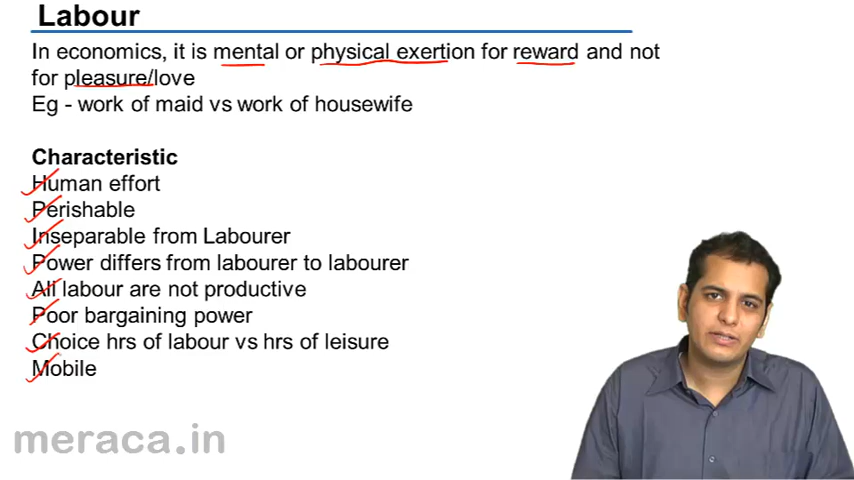 Labour
In economics, it is mental or physical exertion for reward and not
for pleasure/love
Eg - work of maid vs work of housewife
Characteristic
Human effort
Perishable
Inseparable from Labourer
Power differs from labourer to labourer
All labour are not productive
Poor bargaining power
Choice hrs of labour vs hrs of leisure
Mobile
meraca.in